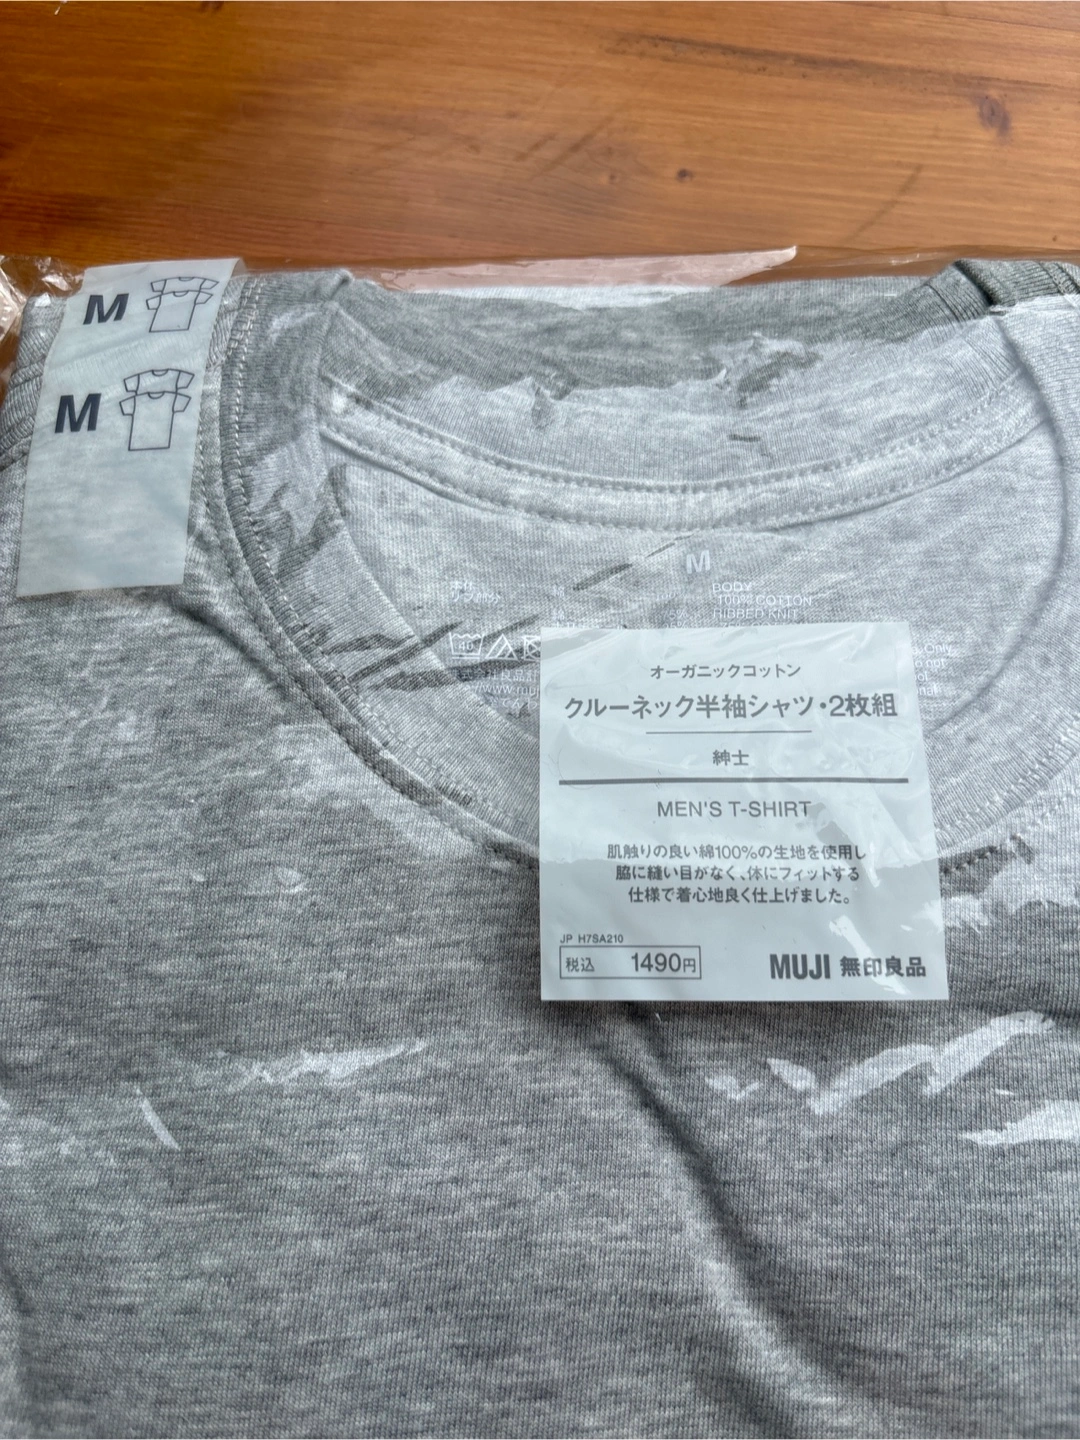 M
M
M
BODY
100% COTTON
RIBBED KNIT
40
オーガニックコットン
クルーネック半袖シャツ・2枚組
紳士
MEN'S T-SHIRT
肌触りの良い綿100%の生地を使用し
脇に縫い目がなく、体にフィットする
仕様で着心地良く仕上げました。
JP H7SA210
税込 1490円
MUJI 無印良品